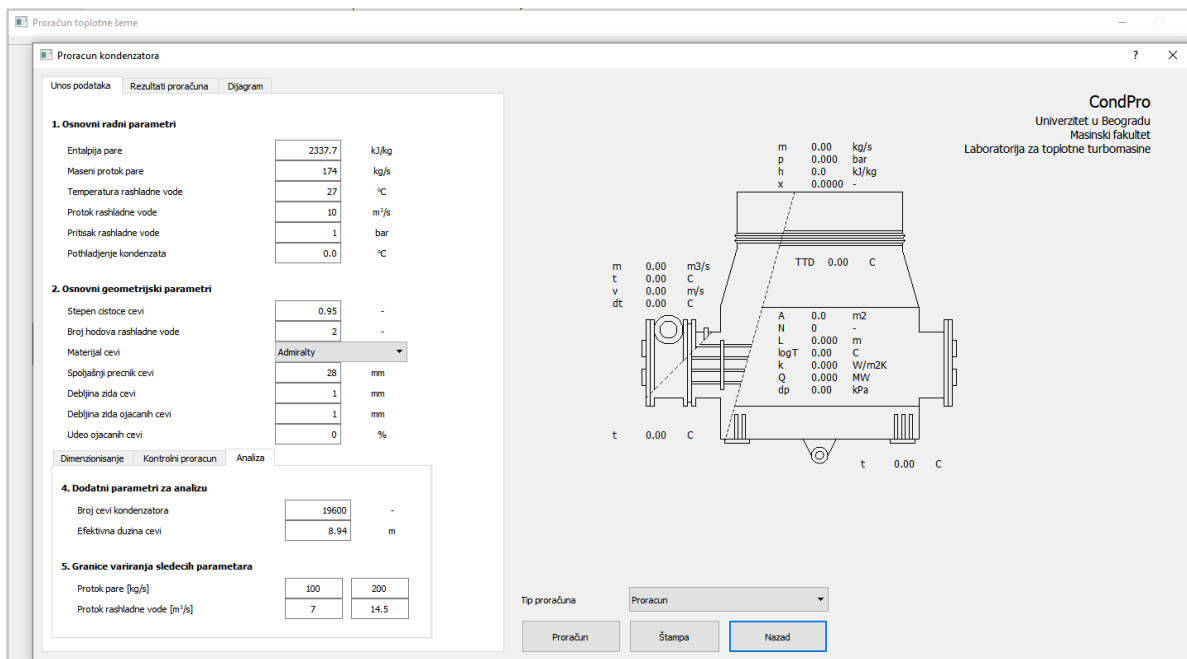 Proračun toplotne šeme
Proracun kondenzatora
Unos podataka Rezultati proračuna Dijagram
1. Osnovni radni parametri
Entalpija pare 2337.7 kJ/kg
Maseni protok pare 174 kg/s
Temperatura rashladne vode 27 ºC
Protok rashladne vode 10 m³/s
Pritisak rashladne vode 1 bar
Pothladjenje kondenzata 0.0 ºC
2. Osnovni geometrijski parametri
Stepen cistoce cevi 0.95 -
Broj hodova rashladne vode 2 -
Materijal cevi Admiralty
Spoljašnji precnik cevi 28 mm
Debljina zida cevi 1 mm
Debljina zida ojacanih cevi 1 mm
Udeo ojacanih cevi 0 %
Dimenzionisanje Kontrolni proracun Analiza
4. Dodatni parametri za analizu
Broj cevi kondenzatora 19600 -
Efektivna duzina cevi 8.94 m
5. Granice variranja sledecih parametara
Protok pare [kg/s] 100 200
Protok rashladne vode [m³/s] 7 14.5
CondPro
Univerzitet u Beogradu
Masinski fakultet
Laboratorija za toplotne turbomasine
m 0.00 kg/s
p 0.000 bar
h 0.0 kJ/kg
x 0.0000 -
TTD 0.00 C
m 0.00 m3/s
t 0.00 C
v 0.00 m/s
dt 0.00 C
A 0.0 m2
N 0 -
L 0.000 m
logT 0.00 C
k 0.000 W/m2K
Q 0.000 MW
dp 0.00 kPa
t 0.00 C
t 0.00 C
Tip proračuna Proracun
Proračun Štampa Nazad